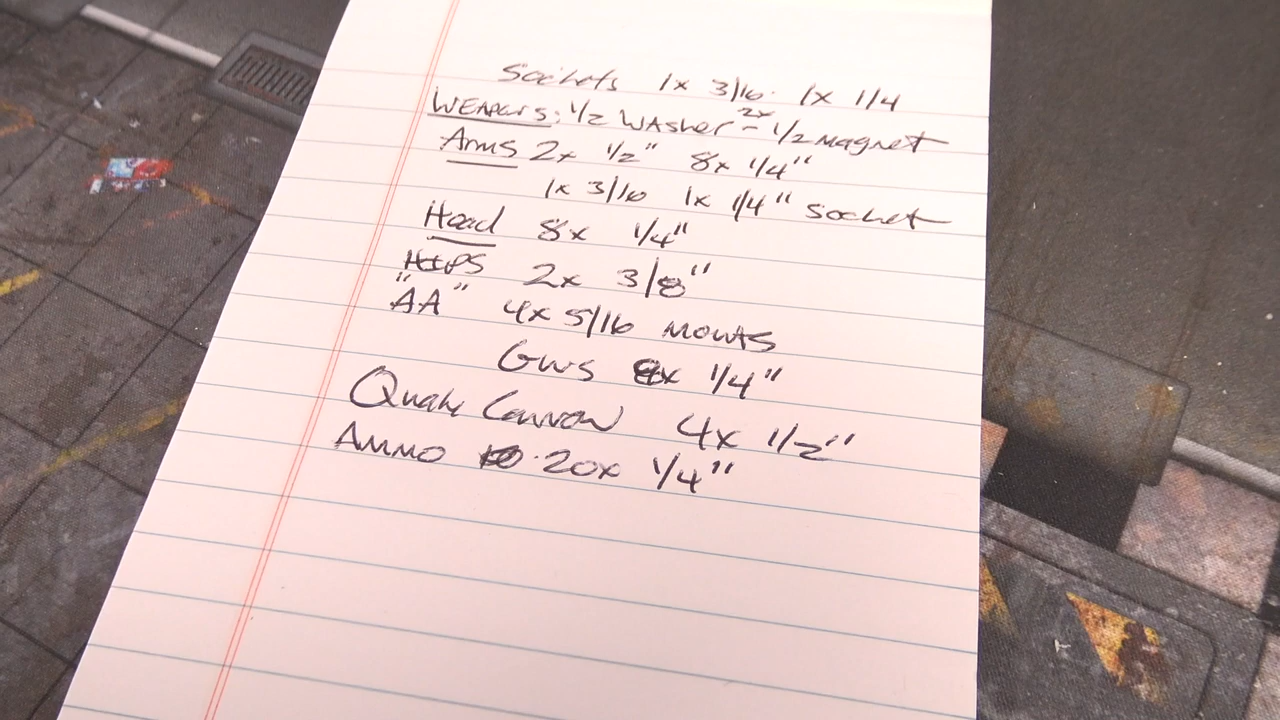 Sockets 1x 3/16. 1x 1/4
WEAPONS: 1/2 WASHER - 2x 1/2 Magnet
Arms 2x 1/2" 8x 1/4"
1x 3/16 1x 1/4" Socket
Head 8x 1/4"
HIPS 2x 3/8"
"AA" 4x 5/16 Mounts
GUNS 8x 1/4"
Quake Cannon 4x 1/2"
AMMO 20x 1/4"